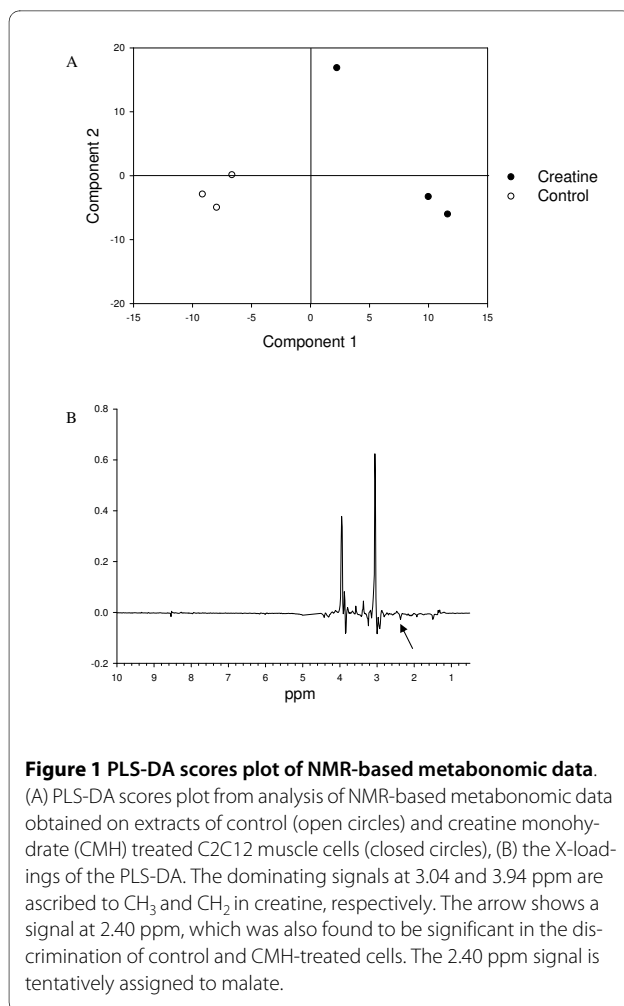 A
20
10
0
-10
-20
Component 2
-15 -10 -5 0 5 10 15
Component 1
Creatine
Control
B
0.8
0.6
0.4
0.2
0.0
-0.2
10 9 8 7 6 5 4 3 2 1
ppm
Figure 1 PLS-DA scores plot of NMR-based metabonomic data.
(A) PLS-DA scores plot from analysis of NMR-based metabonomic data
obtained on extracts of control (open circles) and creatine monohy-
drate (CMH) treated C2C12 muscle cells (closed circles), (B) the X-load-
ings of the PLS-DA. The dominating signals at 3.04 and 3.94 ppm are
ascribed to CH₃ and CH₂ in creatine, respectively. The arrow shows a
signal at 2.40 ppm, which was also found to be significant in the dis-
crimination of control and CMH-treated cells. The 2.40 ppm signal is
tentatively assigned to malate.